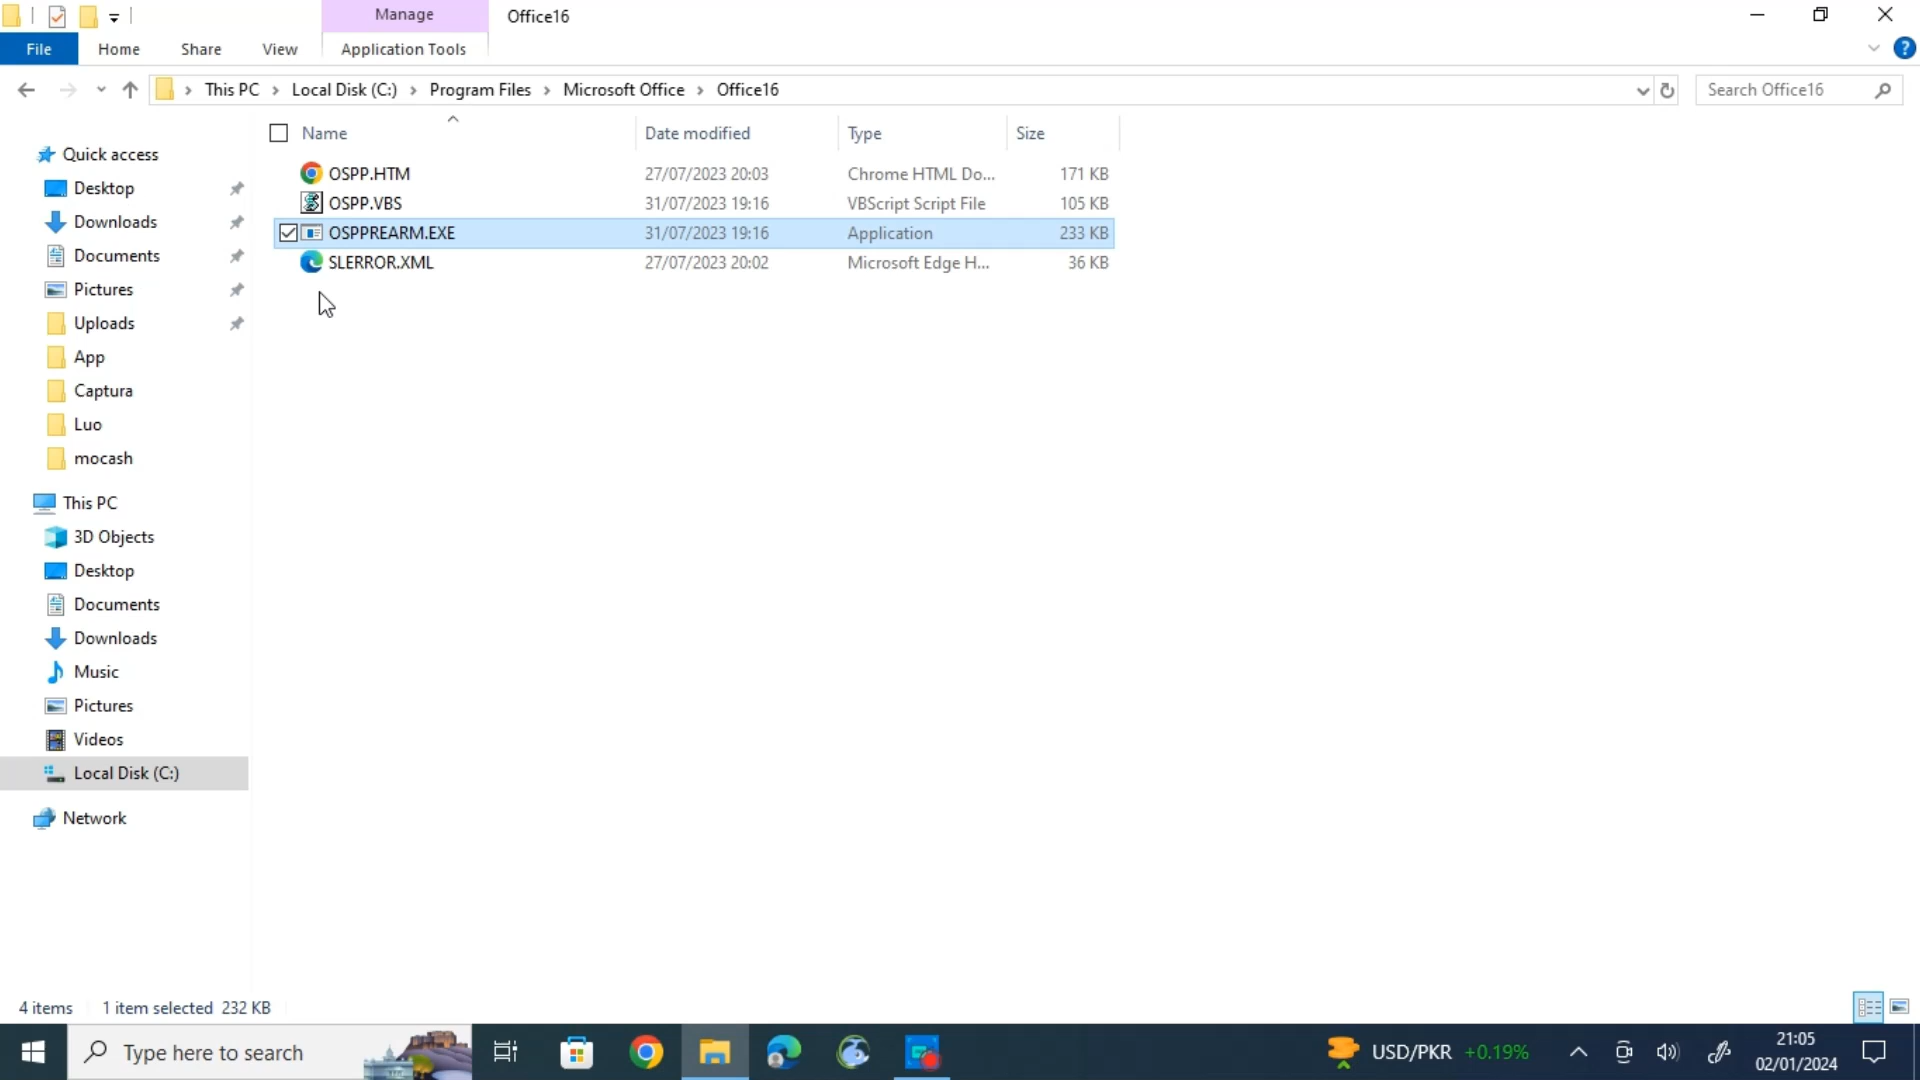 Manage
Office16
File
Home
Share
View
Application Tools
This PC
Local Disk (C:)
Program Files
Microsoft Office
Office16
Search Office16
Name
Date modified
Type
Size
OSPP.HTM
27/07/2023 20:03
Chrome HTML Do...
171 KB
OSPP.VBS
31/07/2023 19:16
VBScript Script File
105 KB
OSPPREARM.EXE
31/07/2023 19:16
Application
233 KB
SLERROR.XML
27/07/2023 20:02
Microsoft Edge H...
36 KB
Quick access
Desktop
Downloads
Documents
Pictures
Uploads
App
Captura
Luo
mocash
This PC
3D Objects
Desktop
Documents
Downloads
Music
Pictures
Videos
Local Disk (C:)
Network
4 items
1 item selected 232 KB
Type here to search
USD/PKR +0.19%
21:05
02/01/2024